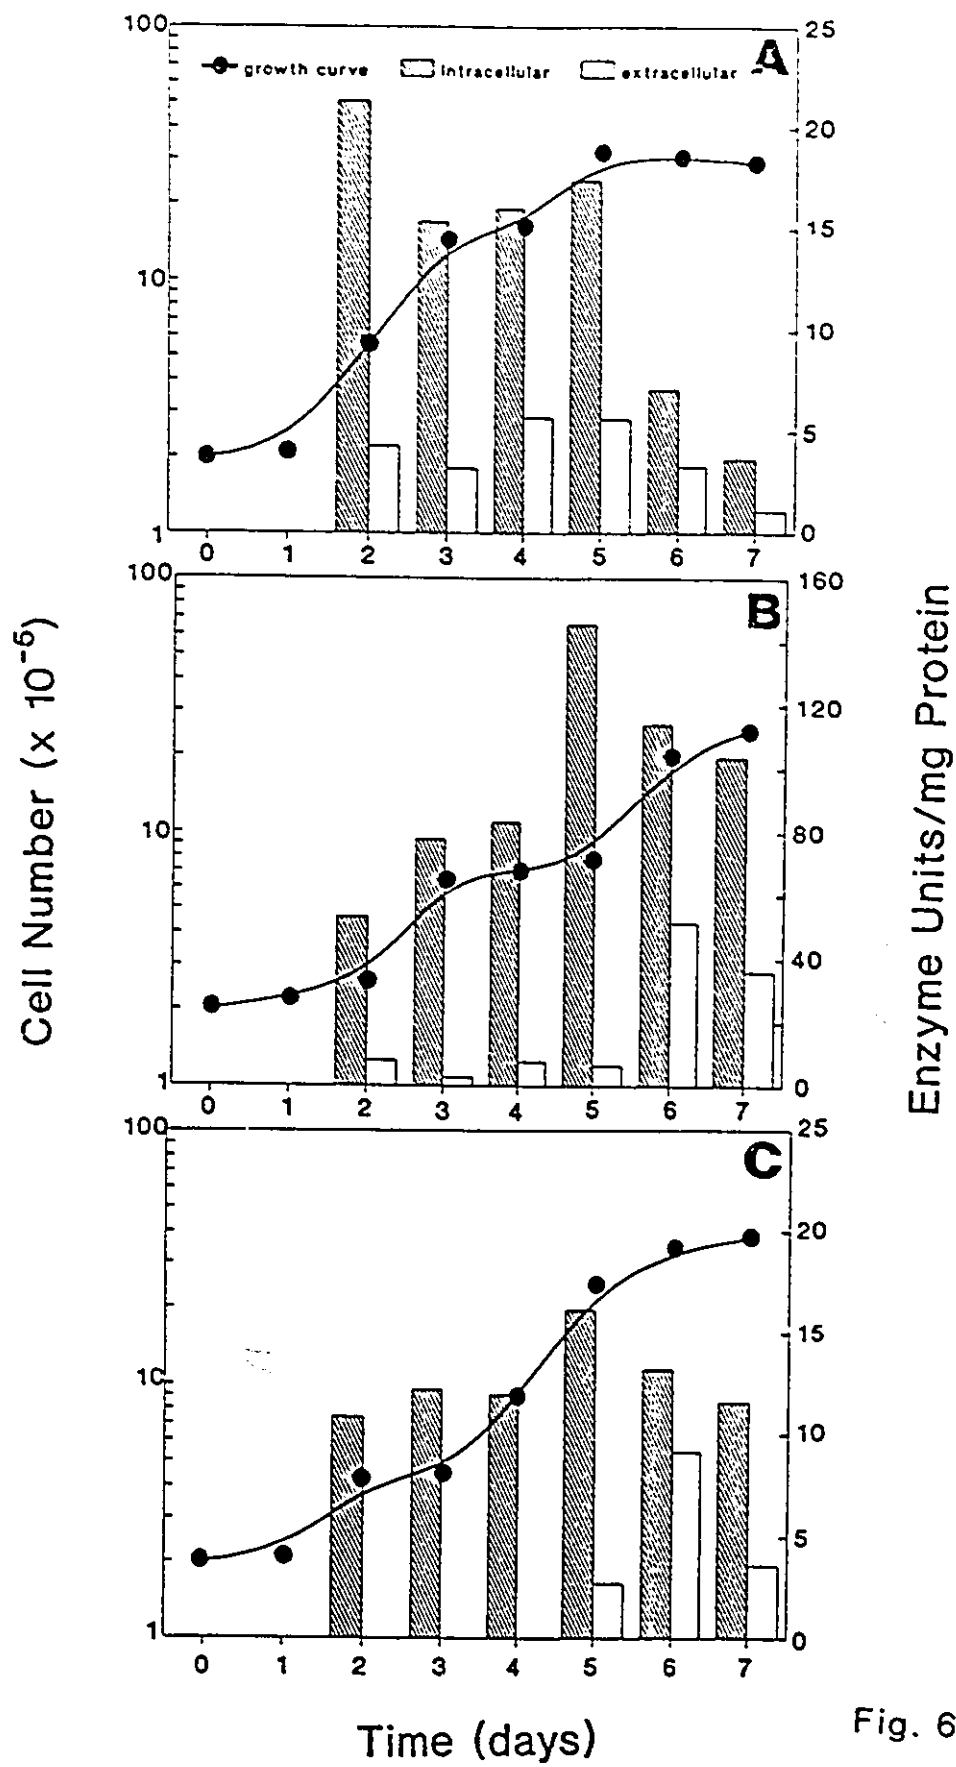 100
25
A
growth curve
Intracellular
extracellular
20
15
10
10
5
1
0
0 1 2 3 4 5 6 7
100
160
B
120
10
80
40
1
0
0 1 2 3 4 5 6 7
100
25
C
20
15
10
10
5
1
0
0 1 2 3 4 5 6 7
Cell Number (x 10⁻⁵)
Enzyme Units/mg Protein
Time (days)
Fig. 6